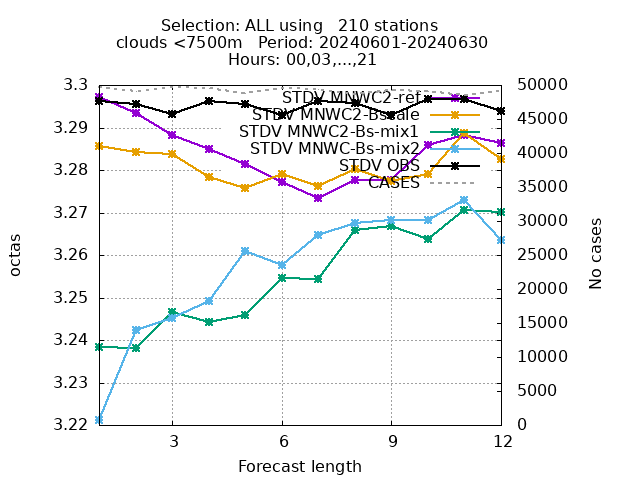 Selection: ALL using   210 stations
clouds <7500m   Period: 20240601-20240630
Hours: 00,03,...,21
3.3
3.29
3.28
3.27
3.26
3.25
3.24
3.23
3.22
octas
STDV MNWC2-ref
STDV MNWC2-Bscale
STDV MNWC2-Bs-mix1
STDV MNWC-Bs-mix2
STDV OBS
CASES
50000
45000
40000
35000
30000
25000
20000
15000
10000
5000
0
No cases
3 6 9 12
Forecast length